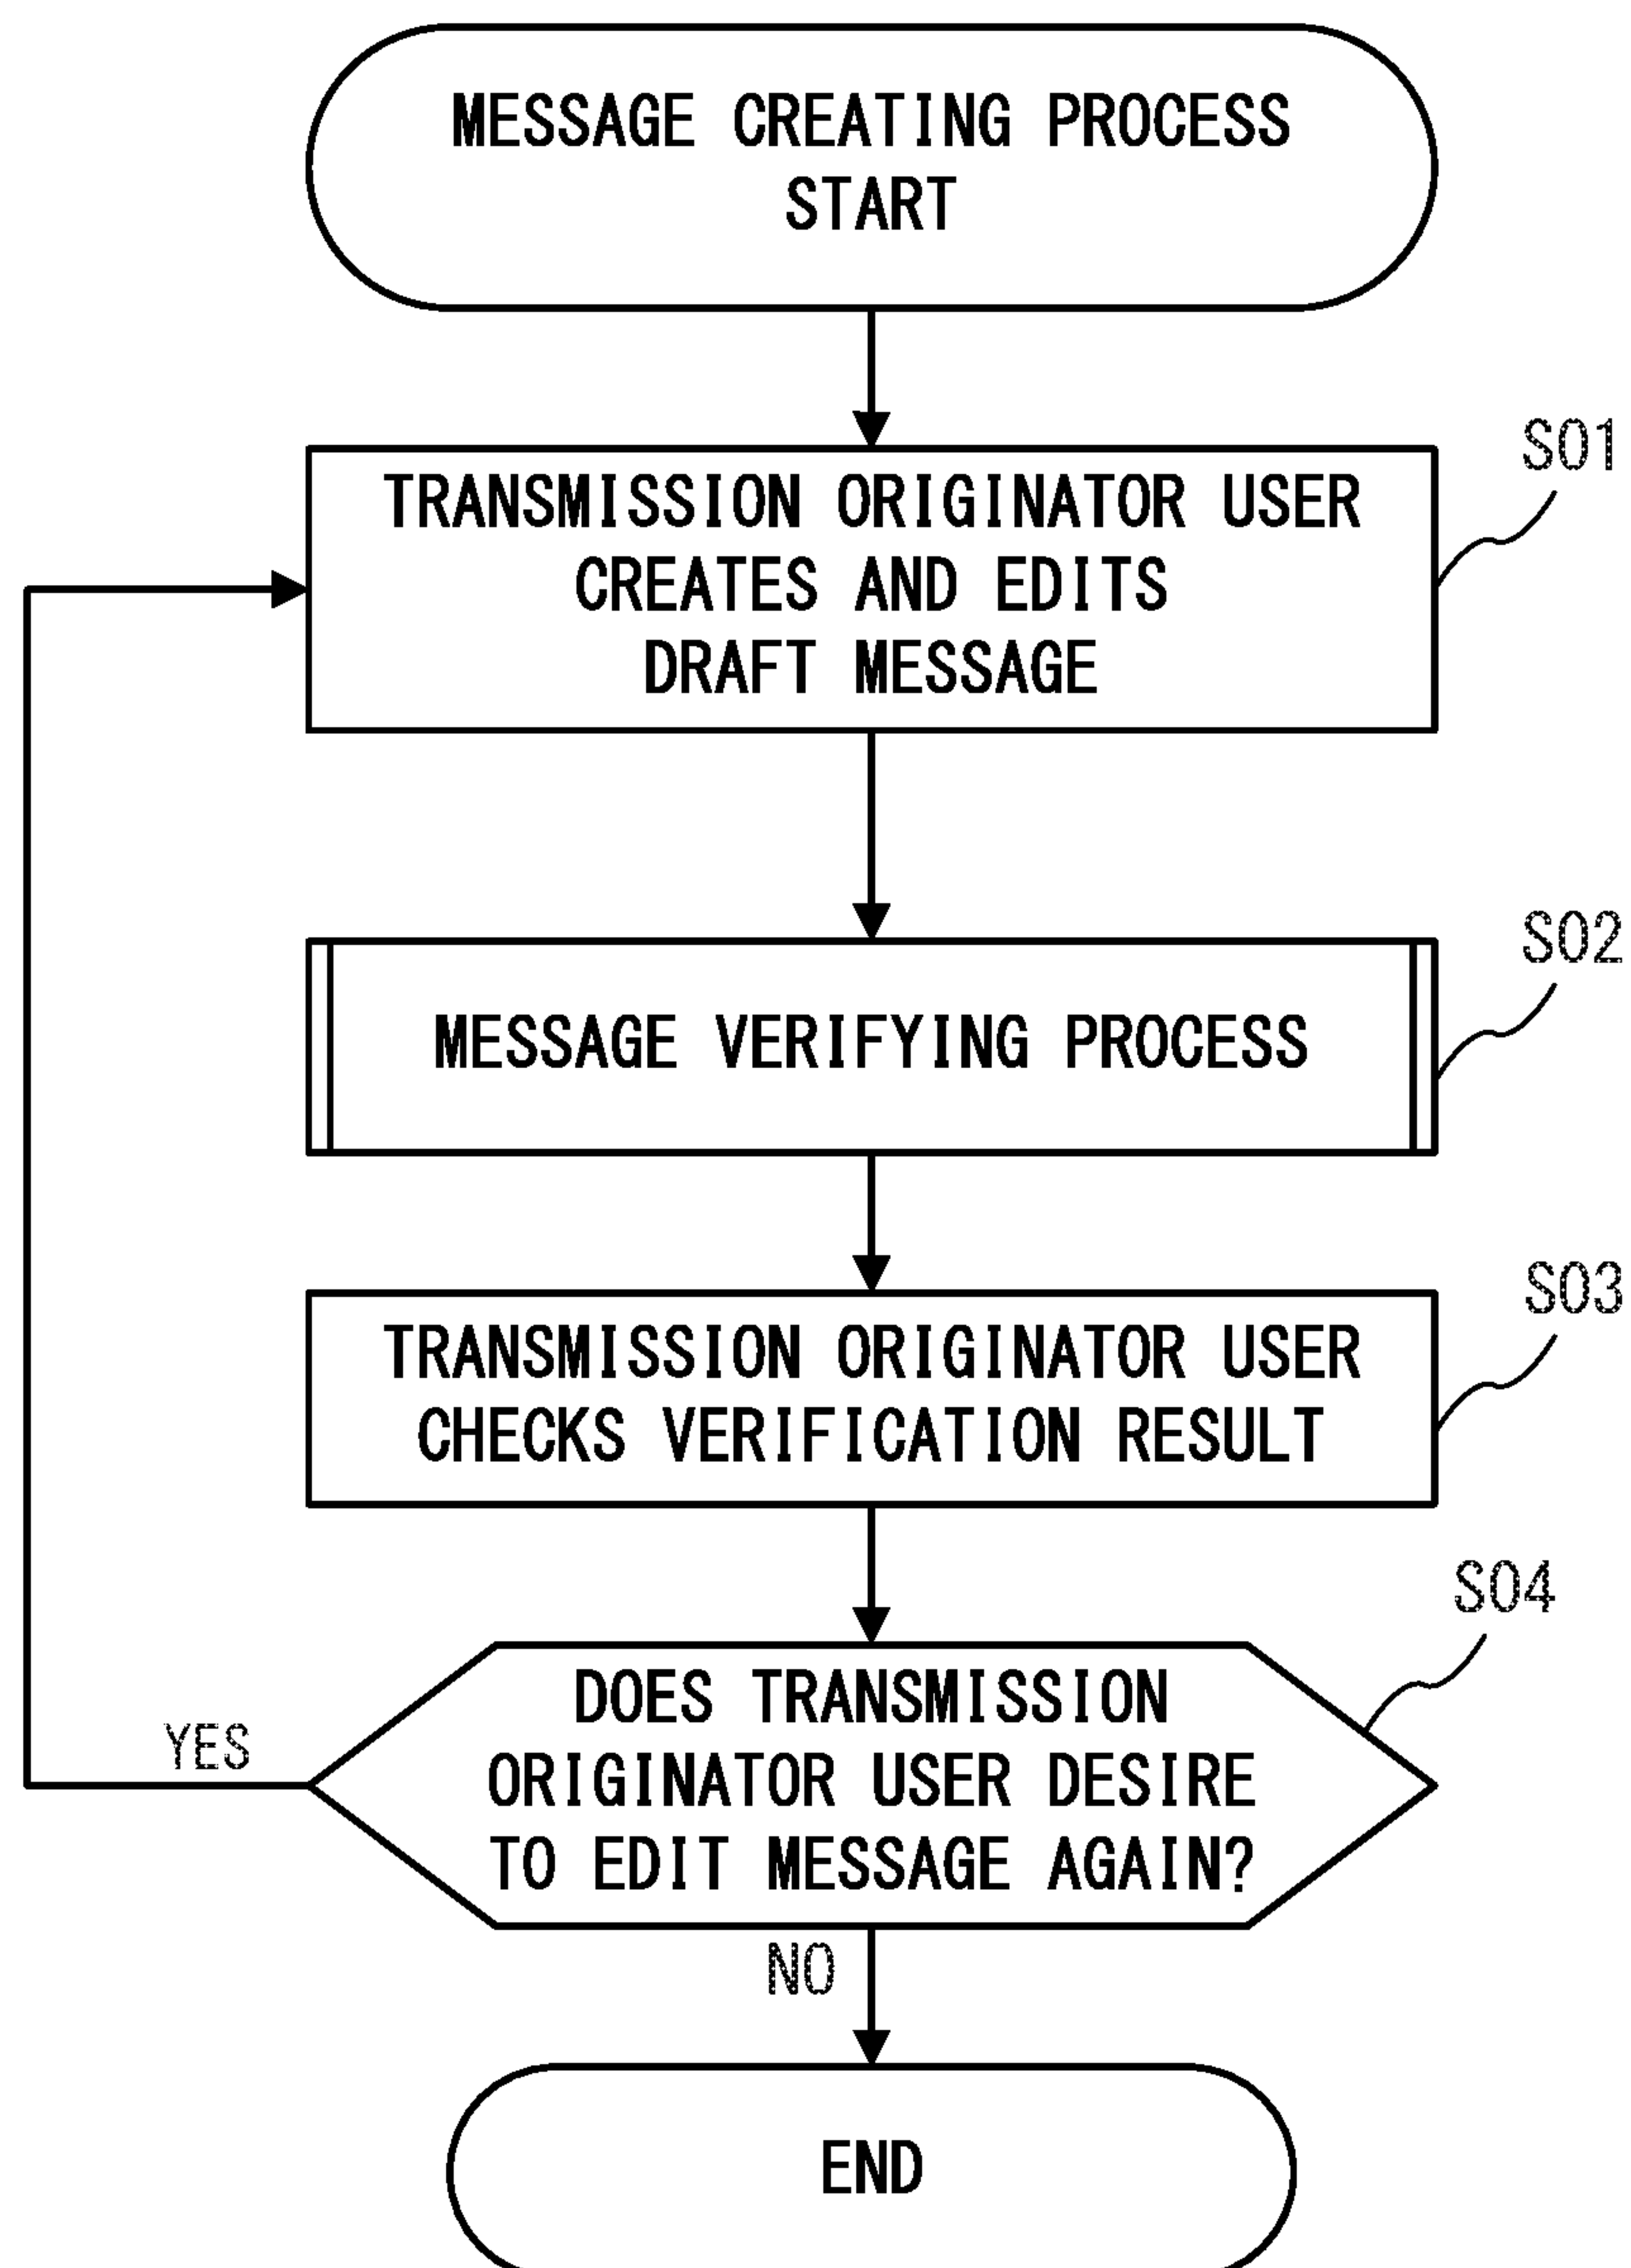 MESSAGE CREATING PROCESS
START
S01
TRANSMISSION ORIGINATOR USER
CREATES AND EDITS
DRAFT MESSAGE
S02
MESSAGE VERIFYING PROCESS
S03
TRANSMISSION ORIGINATOR USER
CHECKS VERIFICATION RESULT
S04
DOES TRANSMISSION
ORIGINATOR USER DESIRE
TO EDIT MESSAGE AGAIN?
YES
NO
END